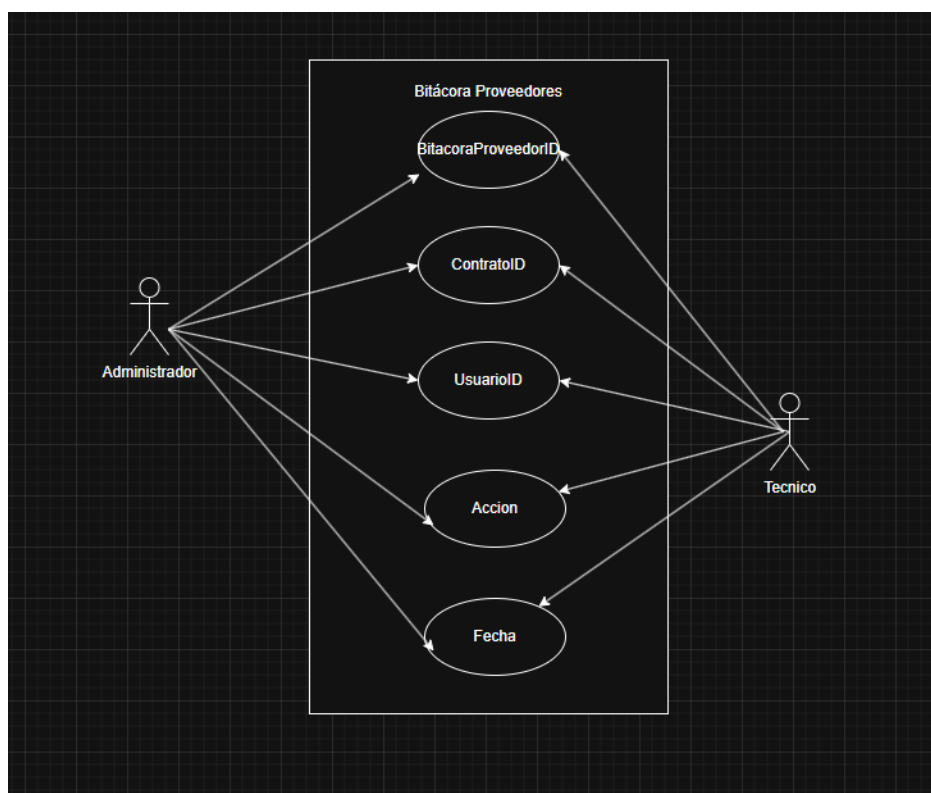 Bitácora Proveedores
BitacoraProveedorID
ContratoID
Administrador
UsuarioID
Tecnico
Accion
Fecha